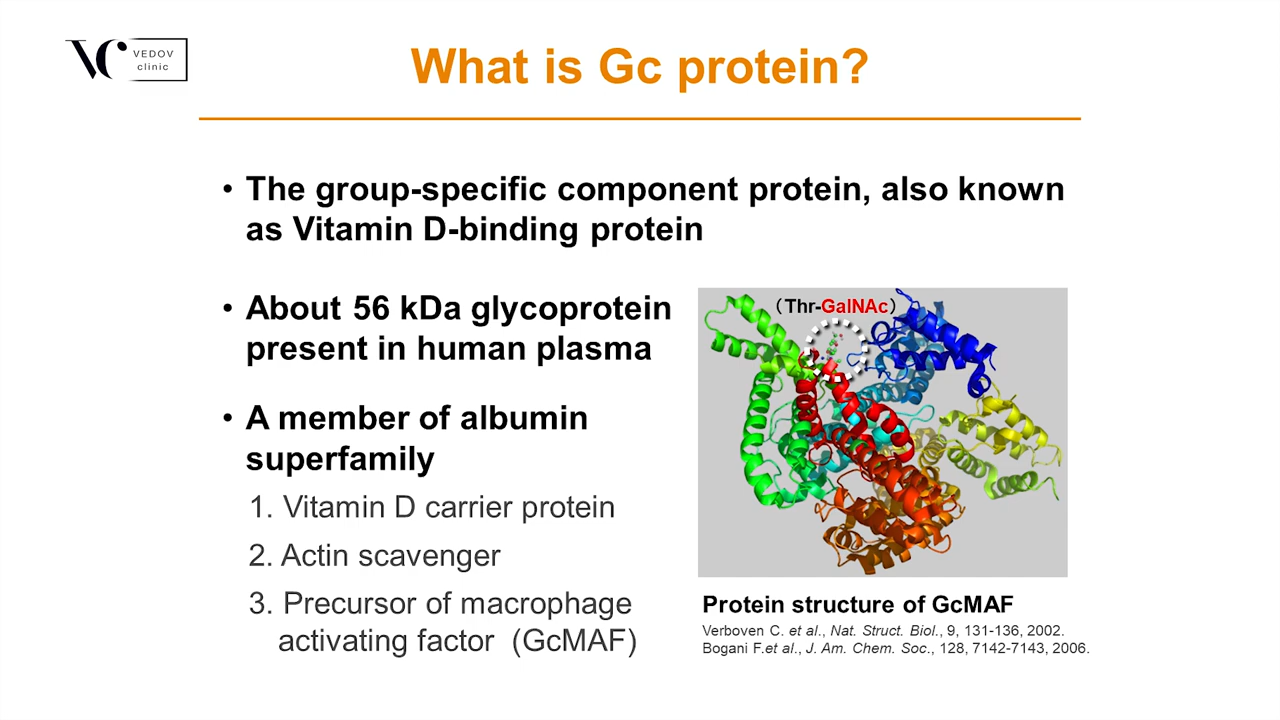 VC VEDOV
clinic
What is Gc protein?
• The group-specific component protein, also known
as Vitamin D-binding protein
• About 56 kDa glycoprotein
present in human plasma
• A member of albumin
superfamily
1. Vitamin D carrier protein
2. Actin scavenger
3. Precursor of macrophage
activating factor (GcMAF)
(Thr-GalNAc)
Protein structure of GcMAF
Verboven C. et al., Nat. Struct. Biol., 9, 131-136, 2002.
Bogani F.et al., J. Am. Chem. Soc., 128, 7142-7143, 2006.